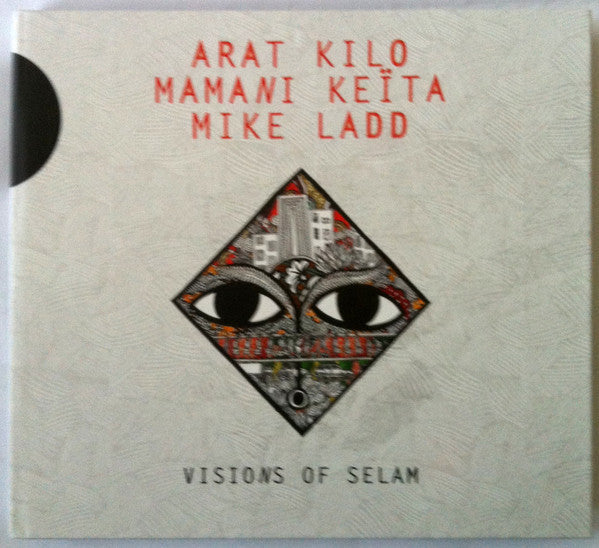 ARAT KILO
MAMANI KEÏTA
MIKE LADD
VISIONS OF SELAM